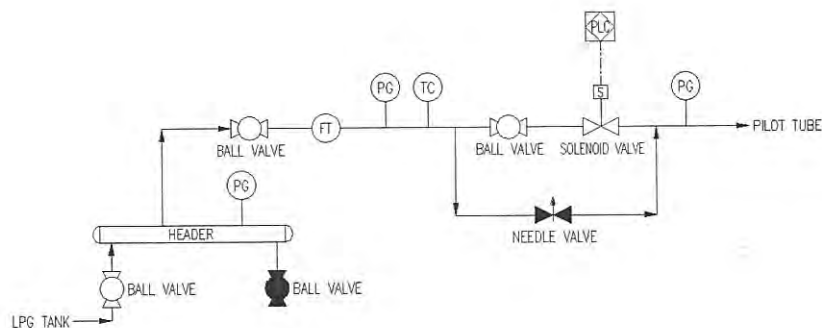 PLC
S
PG
TC
PG
FT
PILOT TUBE
BALL VALVE
BALL VALVE
SOLENOID VALVE
PG
HEADER
NEEDLE VALVE
BALL VALVE
BALL VALVE
LPG TANK